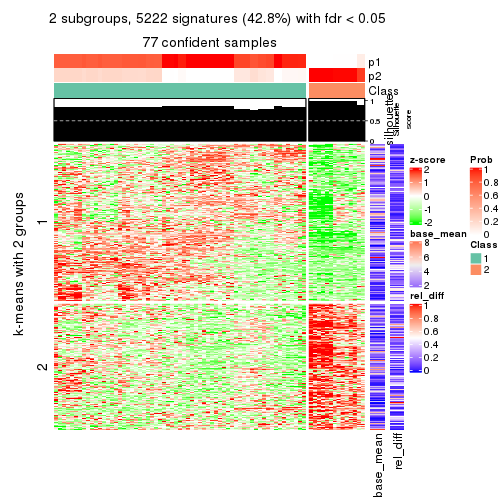 2 subgroups, 5222 signatures (42.8%) with fdr < 0.05
77 confident samples
p1
p2
Class
1
0.5
0
silhouette
Silhouette
score
k-means with 2 groups
1
2
base_mean
rel_diff
z-score
2
1
0
-1
-2
base_mean
8
6
4
2
rel_diff
1
0.8
0.6
0.4
0.2
0
Prob
1
0.8
0.6
0.4
0.2
0
Class
1
2